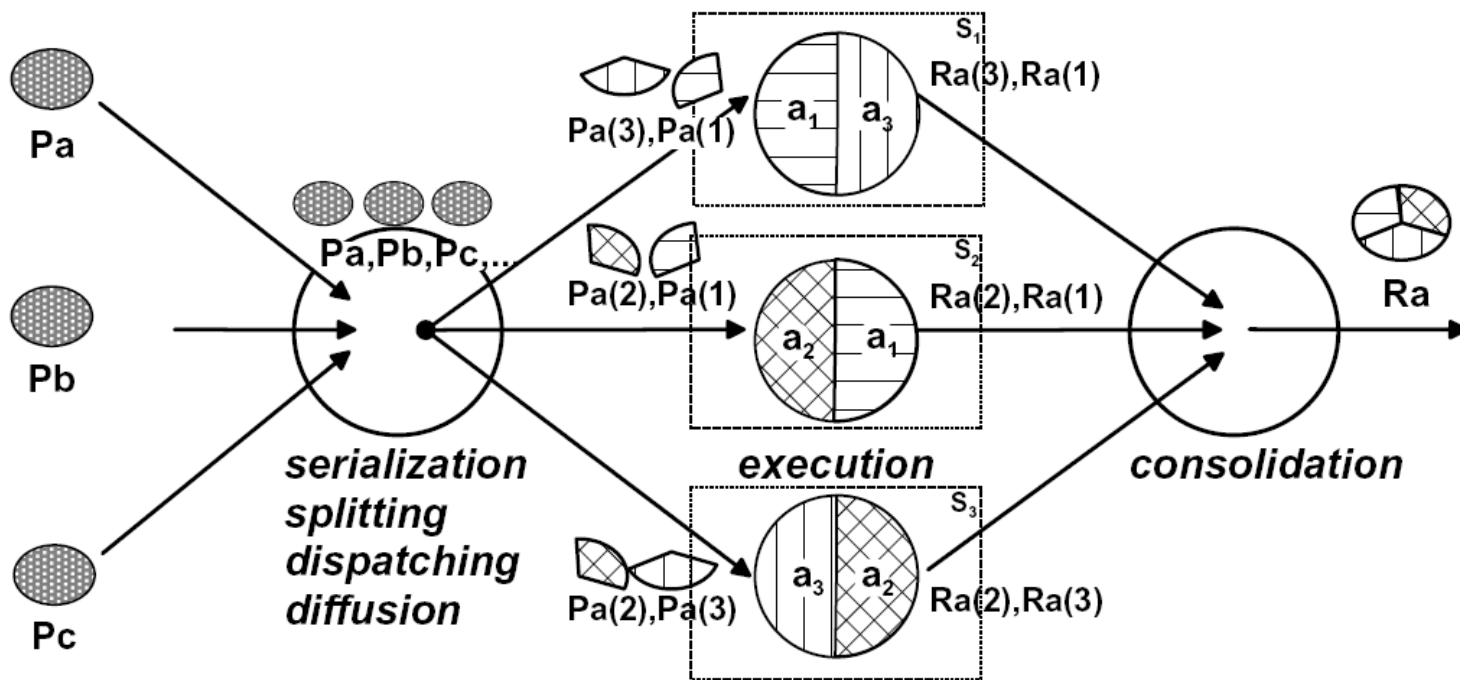 Pa
Pb
Pc
Pa,Pb,Pc,...
serialization
splitting
dispatching
diffusion
Pa(3),Pa(1)
S1
a1
a3
Ra(3),Ra(1)
Pa(2),Pa(1)
S2
a2
a1
Ra(2),Ra(1)
execution
Pa(2),Pa(3)
S3
a3
a2
Ra(2),Ra(3)
consolidation
Ra